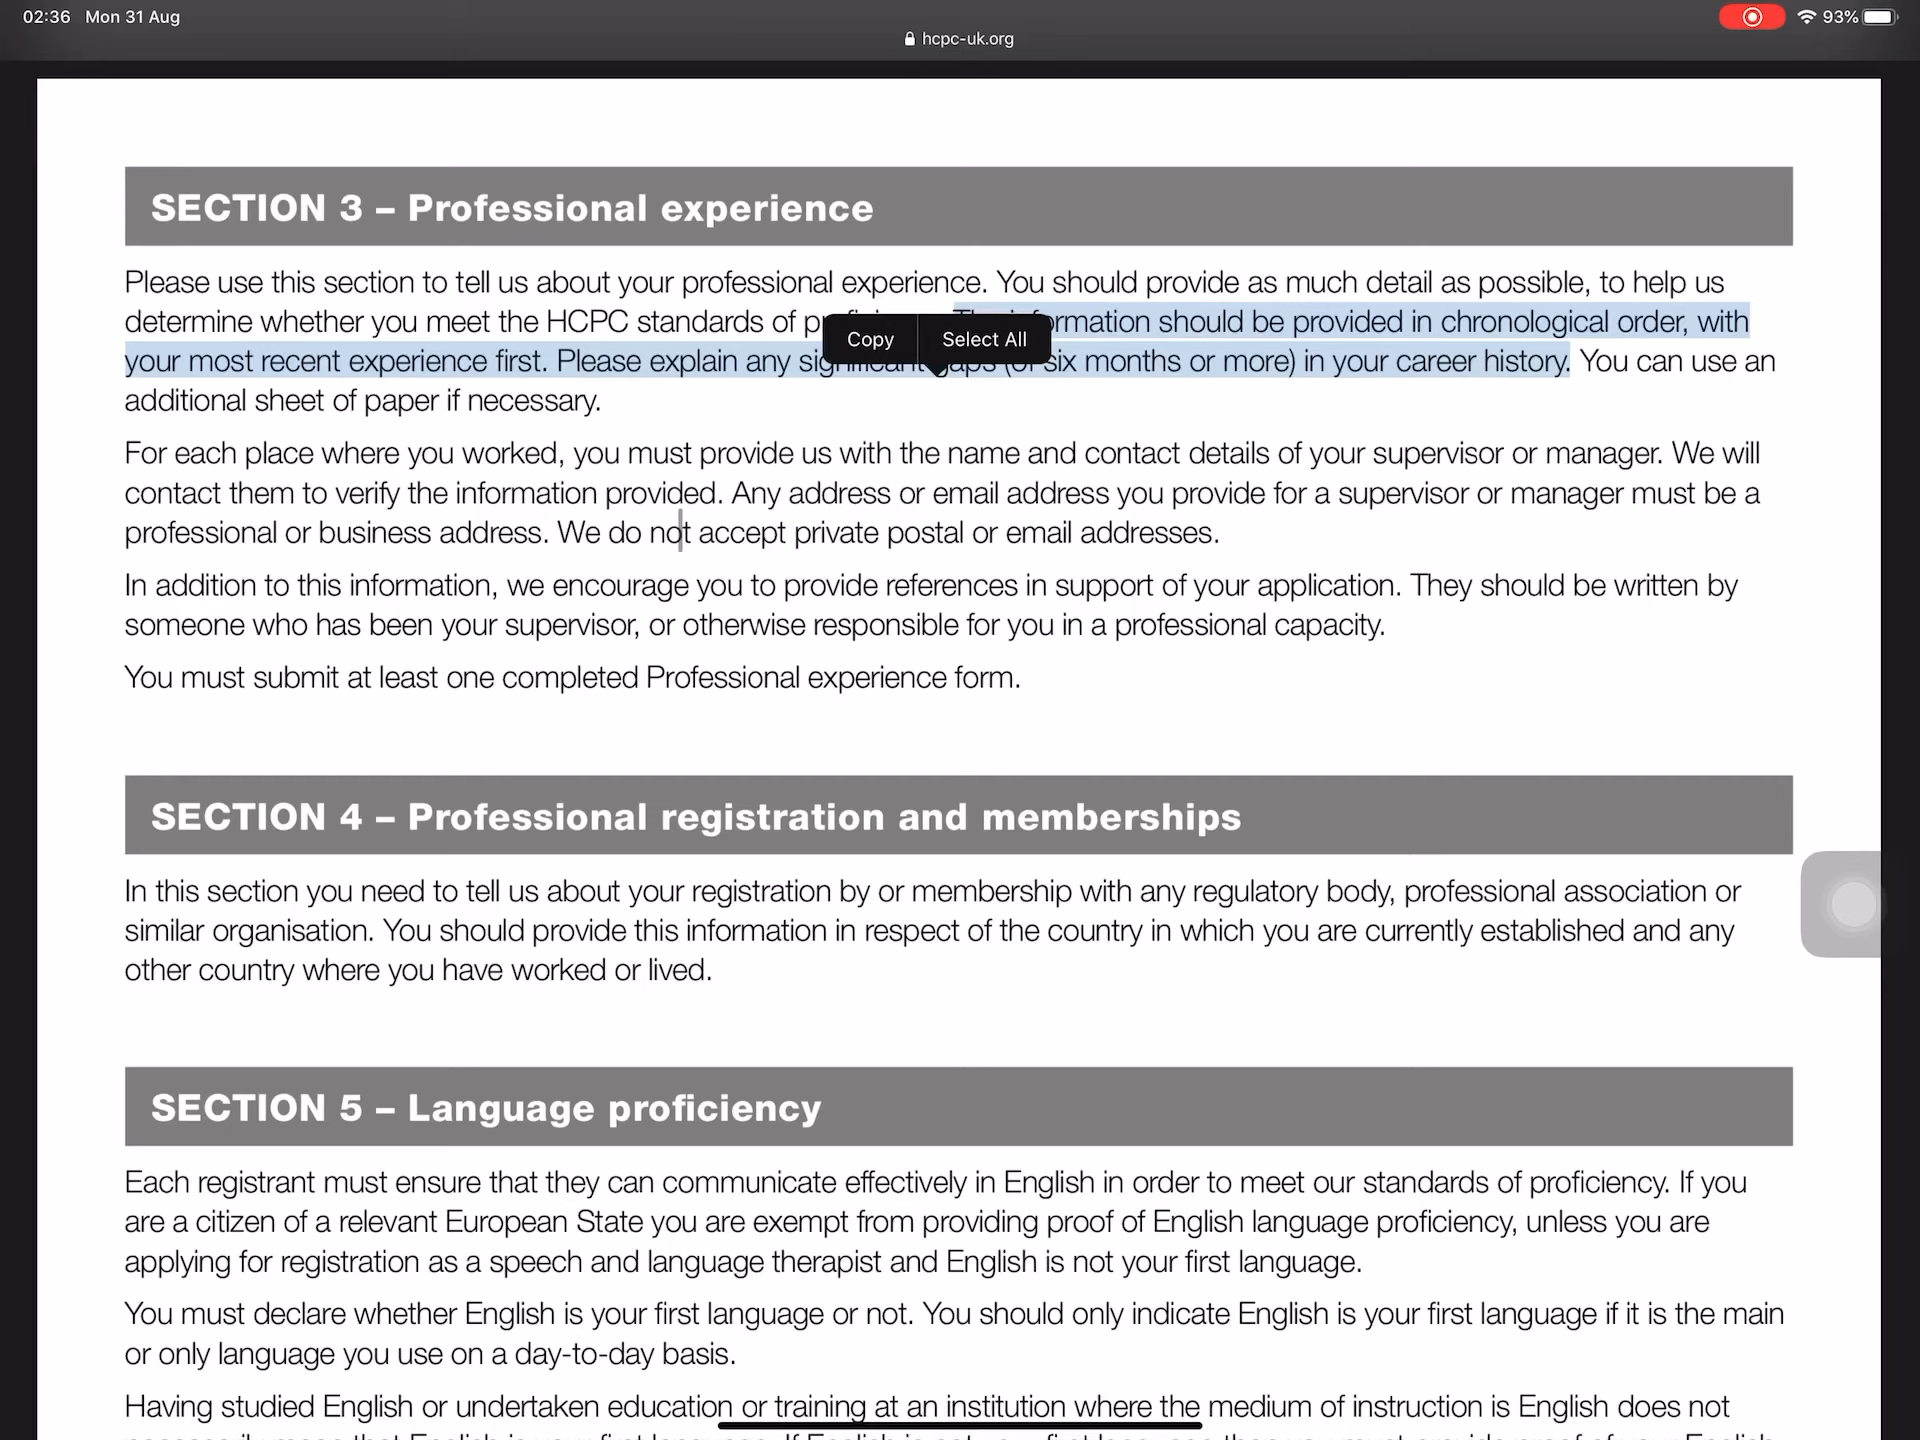 02:36 Mon 31 Aug
93%
hcpc-uk.org
SECTION 3 – Professional experience
Please use this section to tell us about your professional experience. You should provide as much detail as possible, to help us
determine whether you meet the HCPC standards of should be provided in chronological order, with
Copy Select All
your most recent experience first. Please explain any six months or more) in your career history. You can use an
additional sheet of paper if necessary.
For each place where you worked, you must provide us with the name and contact details of your supervisor or manager. We will
contact them to verify the information provided. Any address or email address you provide for a supervisor or manager must be a
professional or business address. We do not accept private postal or email addresses.
In addition to this information, we encourage you to provide references in support of your application. They should be written by
someone who has been your supervisor, or otherwise responsible for you in a professional capacity.
You must submit at least one completed Professional experience form.
SECTION 4 – Professional registration and memberships
In this section you need to tell us about your registration by or membership with any regulatory body, professional association or
similar organisation. You should provide this information in respect of the country in which you are currently established and any
other country where you have worked or lived.
SECTION 5 – Language proficiency
Each registrant must ensure that they can communicate effectively in English in order to meet our standards of proficiency. If you
are a citizen of a relevant European State you are exempt from providing proof of English language proficiency, unless you are
applying for registration as a speech and language therapist and English is not your first language.
You must declare whether English is your first language or not. You should only indicate English is your first language if it is the main
or only language you use on a day-to-day basis.
Having studied English or undertaken education or training at an institution where the medium of instruction is English does not